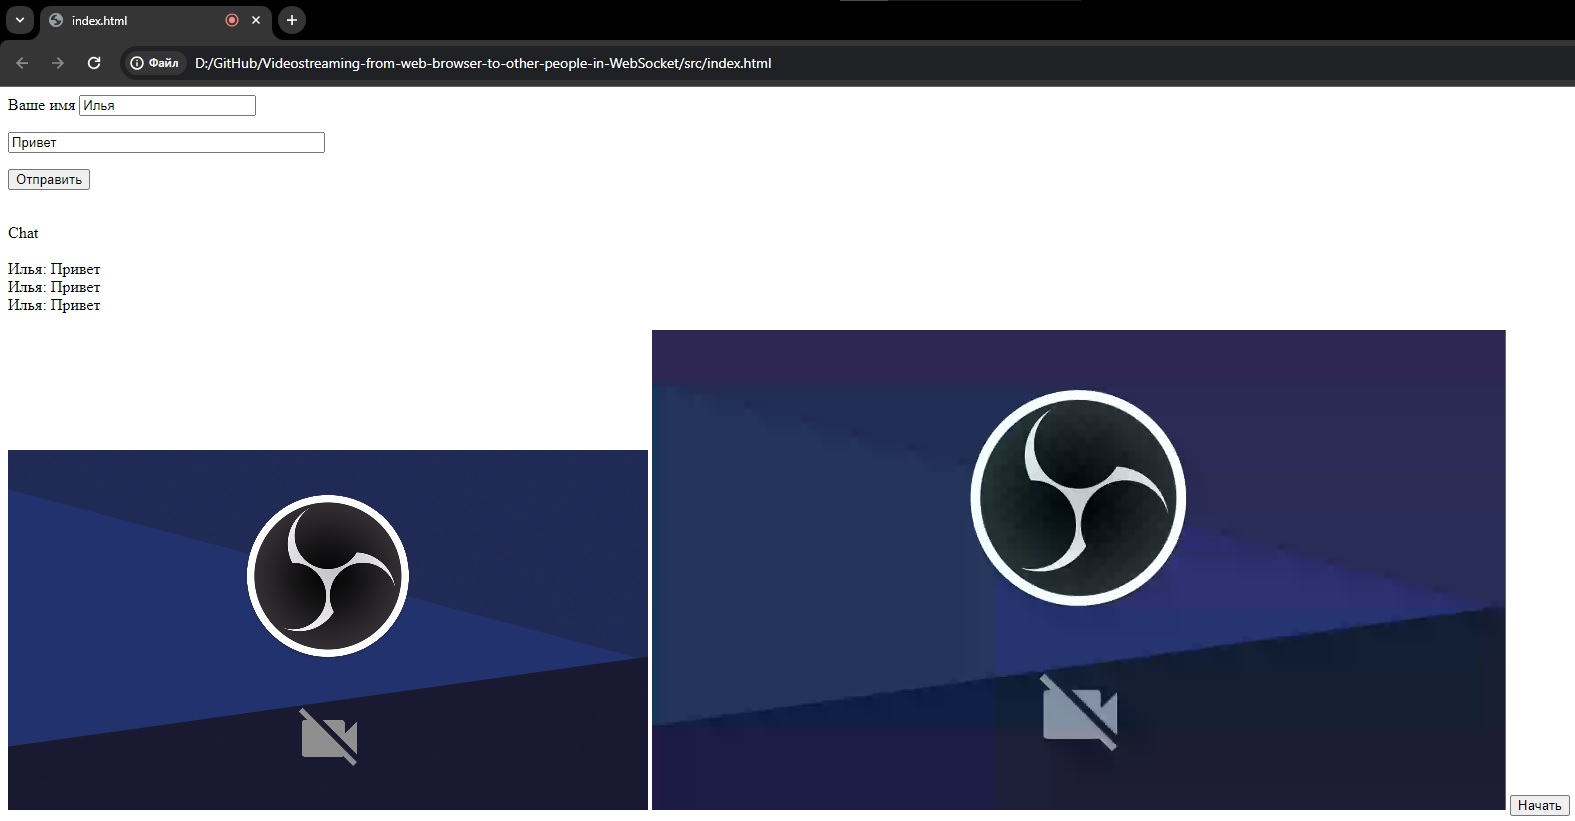 index.html
Файл D:/GitHub/Videostreaming-from-web-browser-to-other-people-in-WebSocket/src/index.html
Ваше имя Илья
Привет
Отправить
Chat
Илья: Привет
Илья: Привет
Илья: Привет
Начать